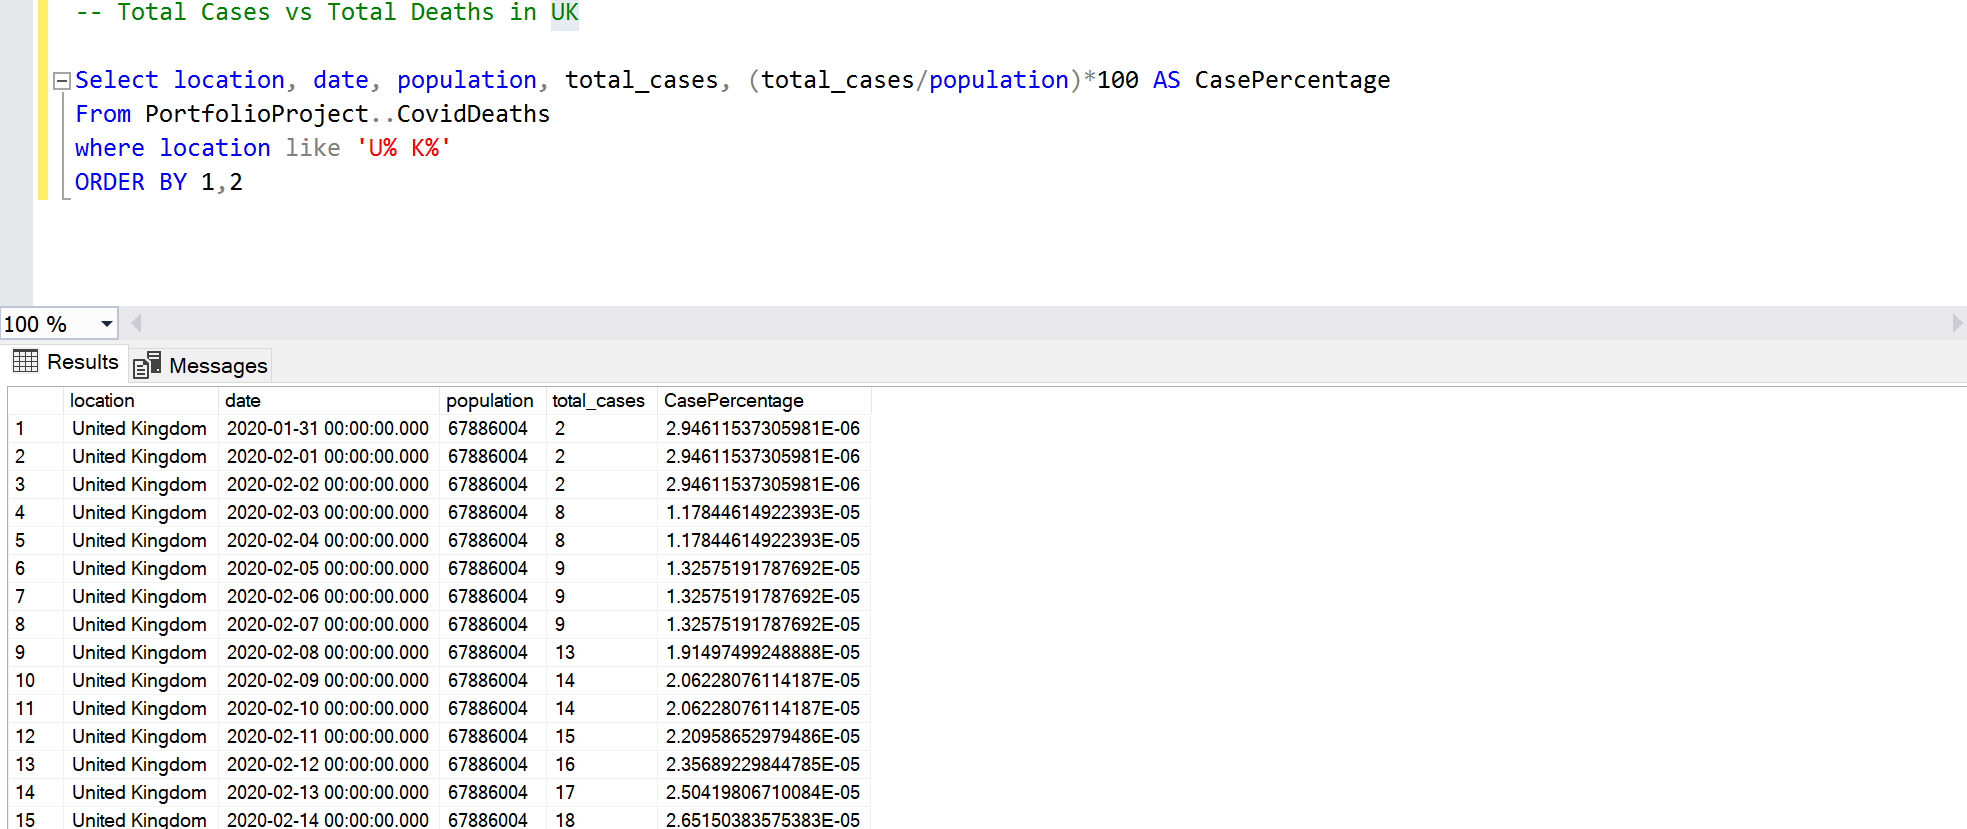 -- Total Cases vs Total Deaths in UK
Select location, date, population, total_cases, (total_cases/population)*100 AS CasePercentage
From PortfolioProject..CovidDeaths
where location like 'U% K%'
ORDER BY 1,2
100 %
Results Messages
location date population total_cases CasePercentage
1 United Kingdom 2020-01-31 00:00:00.000 67886004 2 2.94611537305981E-06
2 United Kingdom 2020-02-01 00:00:00.000 67886004 2 2.94611537305981E-06
3 United Kingdom 2020-02-02 00:00:00.000 67886004 2 2.94611537305981E-06
4 United Kingdom 2020-02-03 00:00:00.000 67886004 8 1.17844614922393E-05
5 United Kingdom 2020-02-04 00:00:00.000 67886004 8 1.17844614922393E-05
6 United Kingdom 2020-02-05 00:00:00.000 67886004 9 1.32575191787692E-05
7 United Kingdom 2020-02-06 00:00:00.000 67886004 9 1.32575191787692E-05
8 United Kingdom 2020-02-07 00:00:00.000 67886004 9 1.32575191787692E-05
9 United Kingdom 2020-02-08 00:00:00.000 67886004 13 1.91497499248888E-05
10 United Kingdom 2020-02-09 00:00:00.000 67886004 14 2.06228076114187E-05
11 United Kingdom 2020-02-10 00:00:00.000 67886004 14 2.06228076114187E-05
12 United Kingdom 2020-02-11 00:00:00.000 67886004 15 2.20958652979486E-05
13 United Kingdom 2020-02-12 00:00:00.000 67886004 16 2.35689229844785E-05
14 United Kingdom 2020-02-13 00:00:00.000 67886004 17 2.50419806710084E-05
15 United Kingdom 2020-02-14 00:00:00.000 67886004 18 2.65150383575383E-05